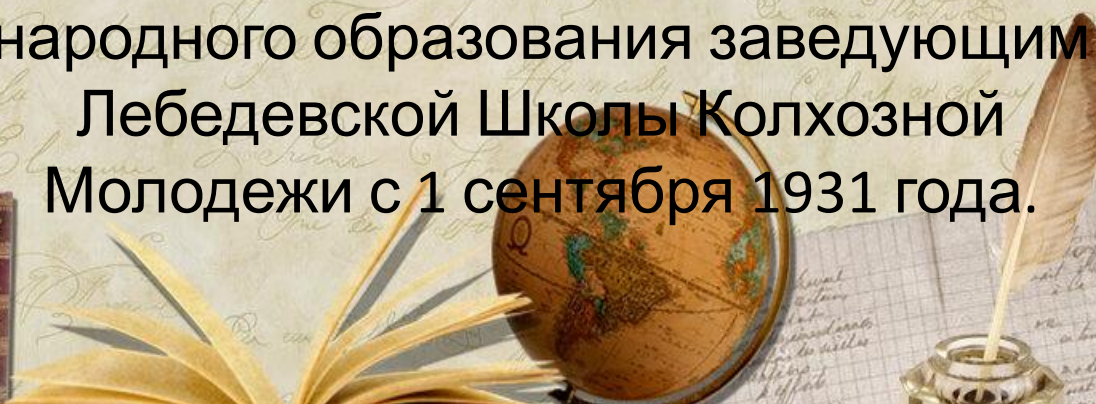 народного образования заведующим
Лебедевской Школы Колхозной
Молодежи с 1 сентября 1931 года.